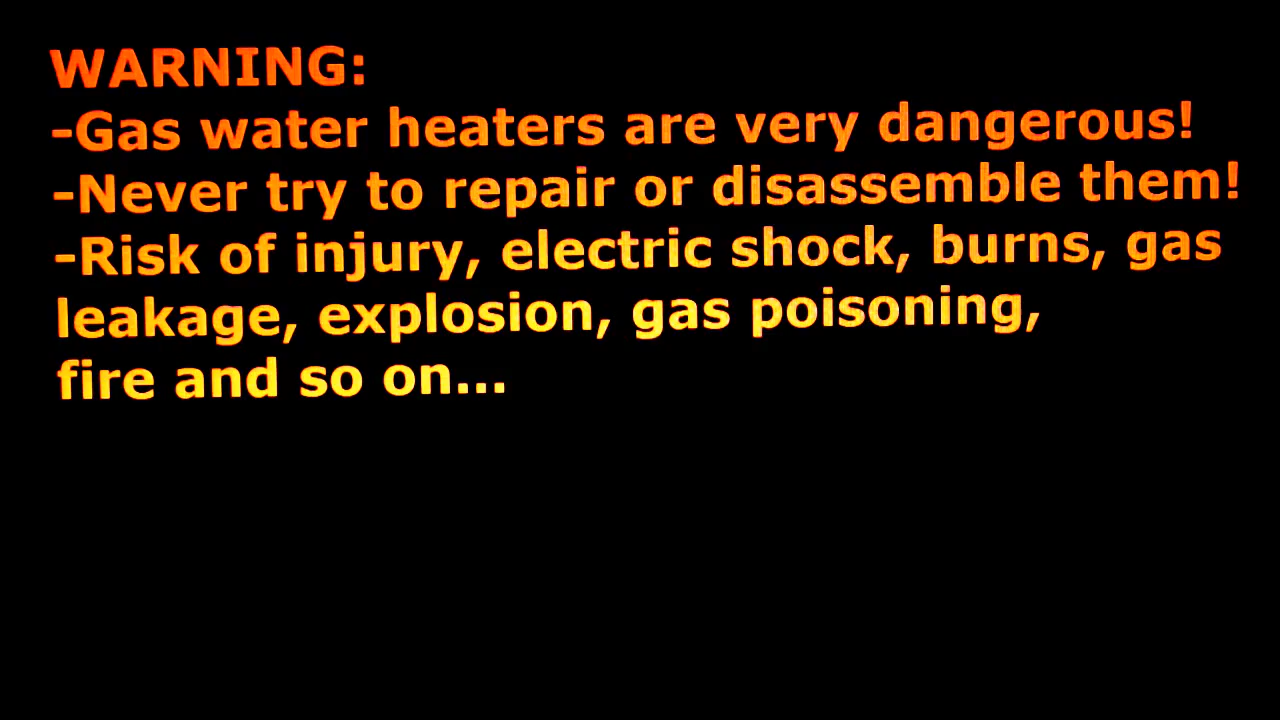 WARNING:
-Gas water heaters are very dangerous!
-Never try to repair or disassemble them!
-Risk of injury, electric shock, burns, gas
leakage, explosion, gas poisoning,
fire and so on...